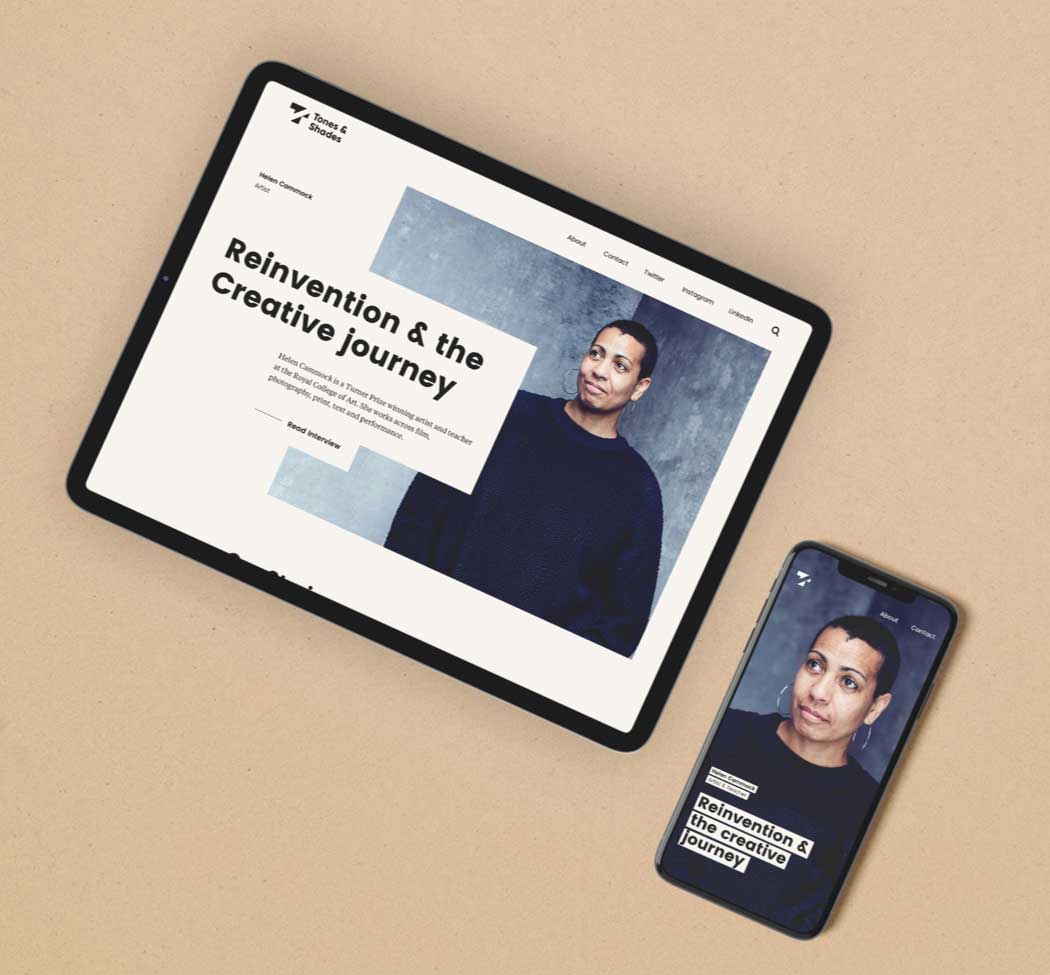 Tones &
Shades
Helen Cammock
Artist
About
Contact
Twitter
Instagram
LinkedIn
Reinvention & the
Creative journey
Helen Cammock is a Turner Prize winning artist and teacher
at the Royal College of Art. She works across film,
photography, print, text and performance.
Read Interview
About
Contact
Helen Cammock
Artist & Teacher
Reinvention &
the creative
journey